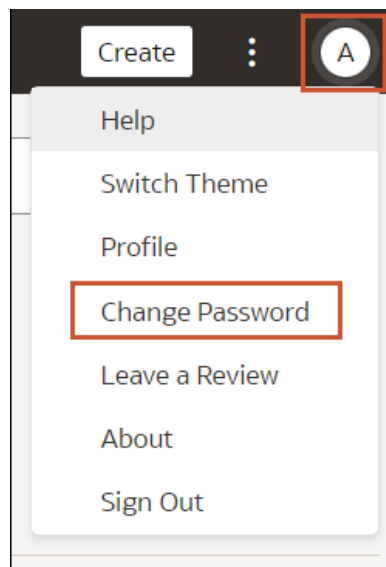 Create
A
Help
Switch Theme
Profile
Change Password
Leave a Review
About
Sign Out